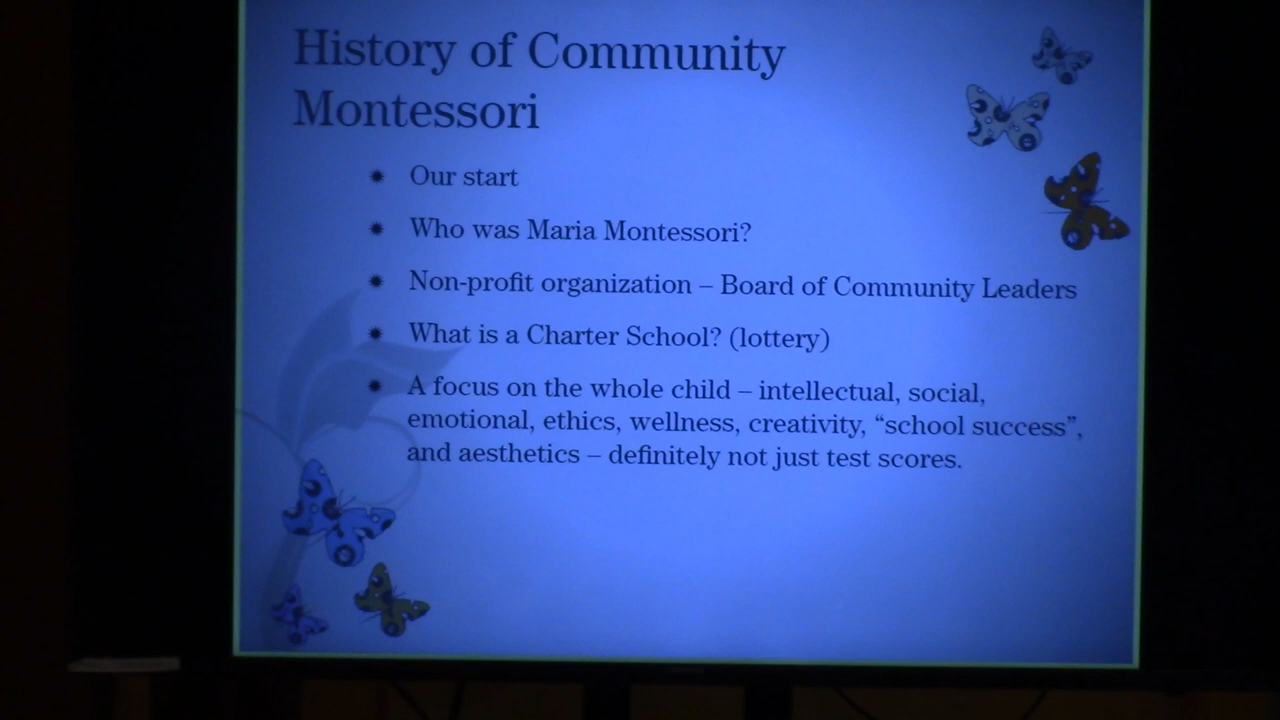 History of Community
Montessori
Our start
Who was Maria Montessori?
Non-profit organization – Board of Community Leaders
What is a Charter School? (lottery)
A focus on the whole child – intellectual, social,
emotional, ethics, wellness, creativity, “school success”,
and aesthetics – definitely not just test scores.